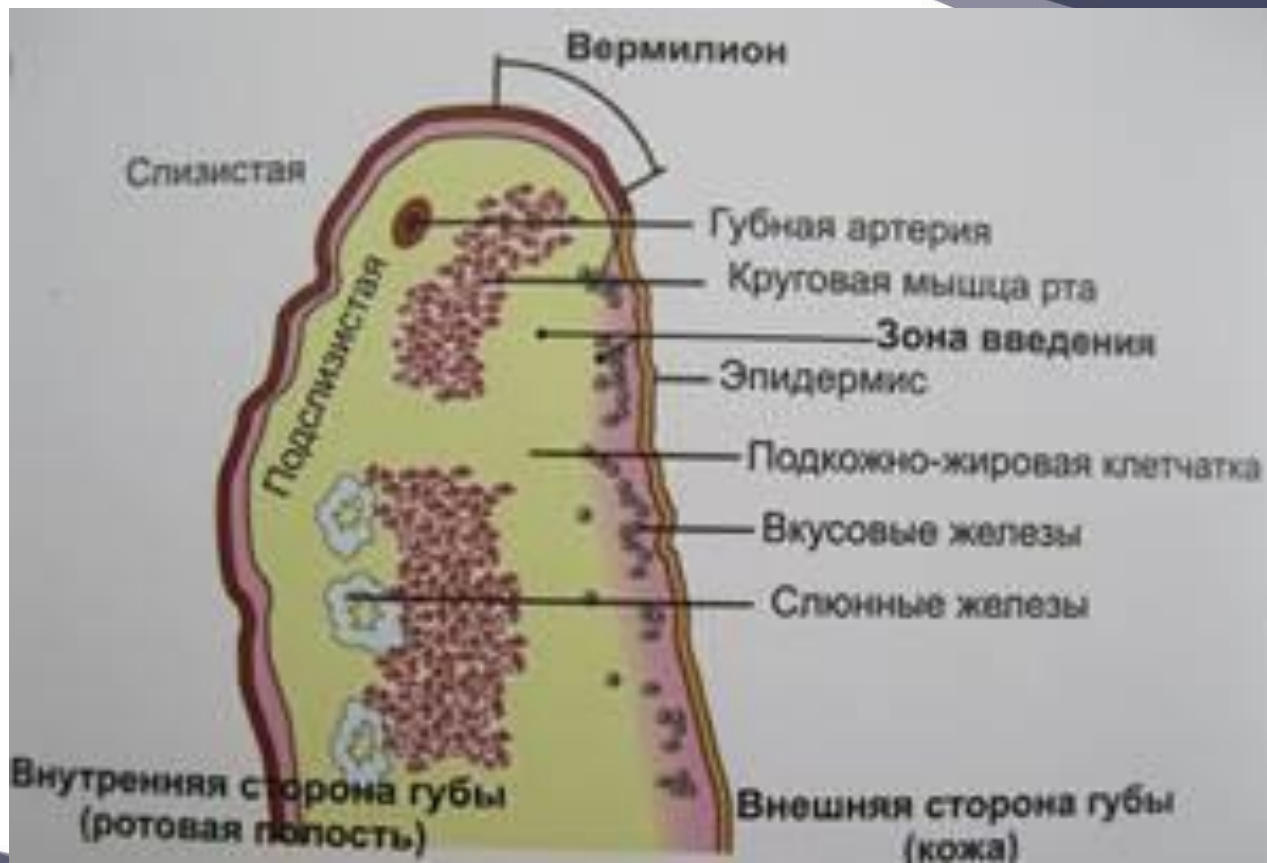 Вермилион
Слизистая
Губная артерия
Круговая мышца рта
Зона введения
Эпидермис
Подслизистая
Подкожно-жировая клетчатка
Вкусовые железы
Слюнные железы
Внутренняя сторона губы
(ротовая полость)
Внешняя сторона губы
(кожа)